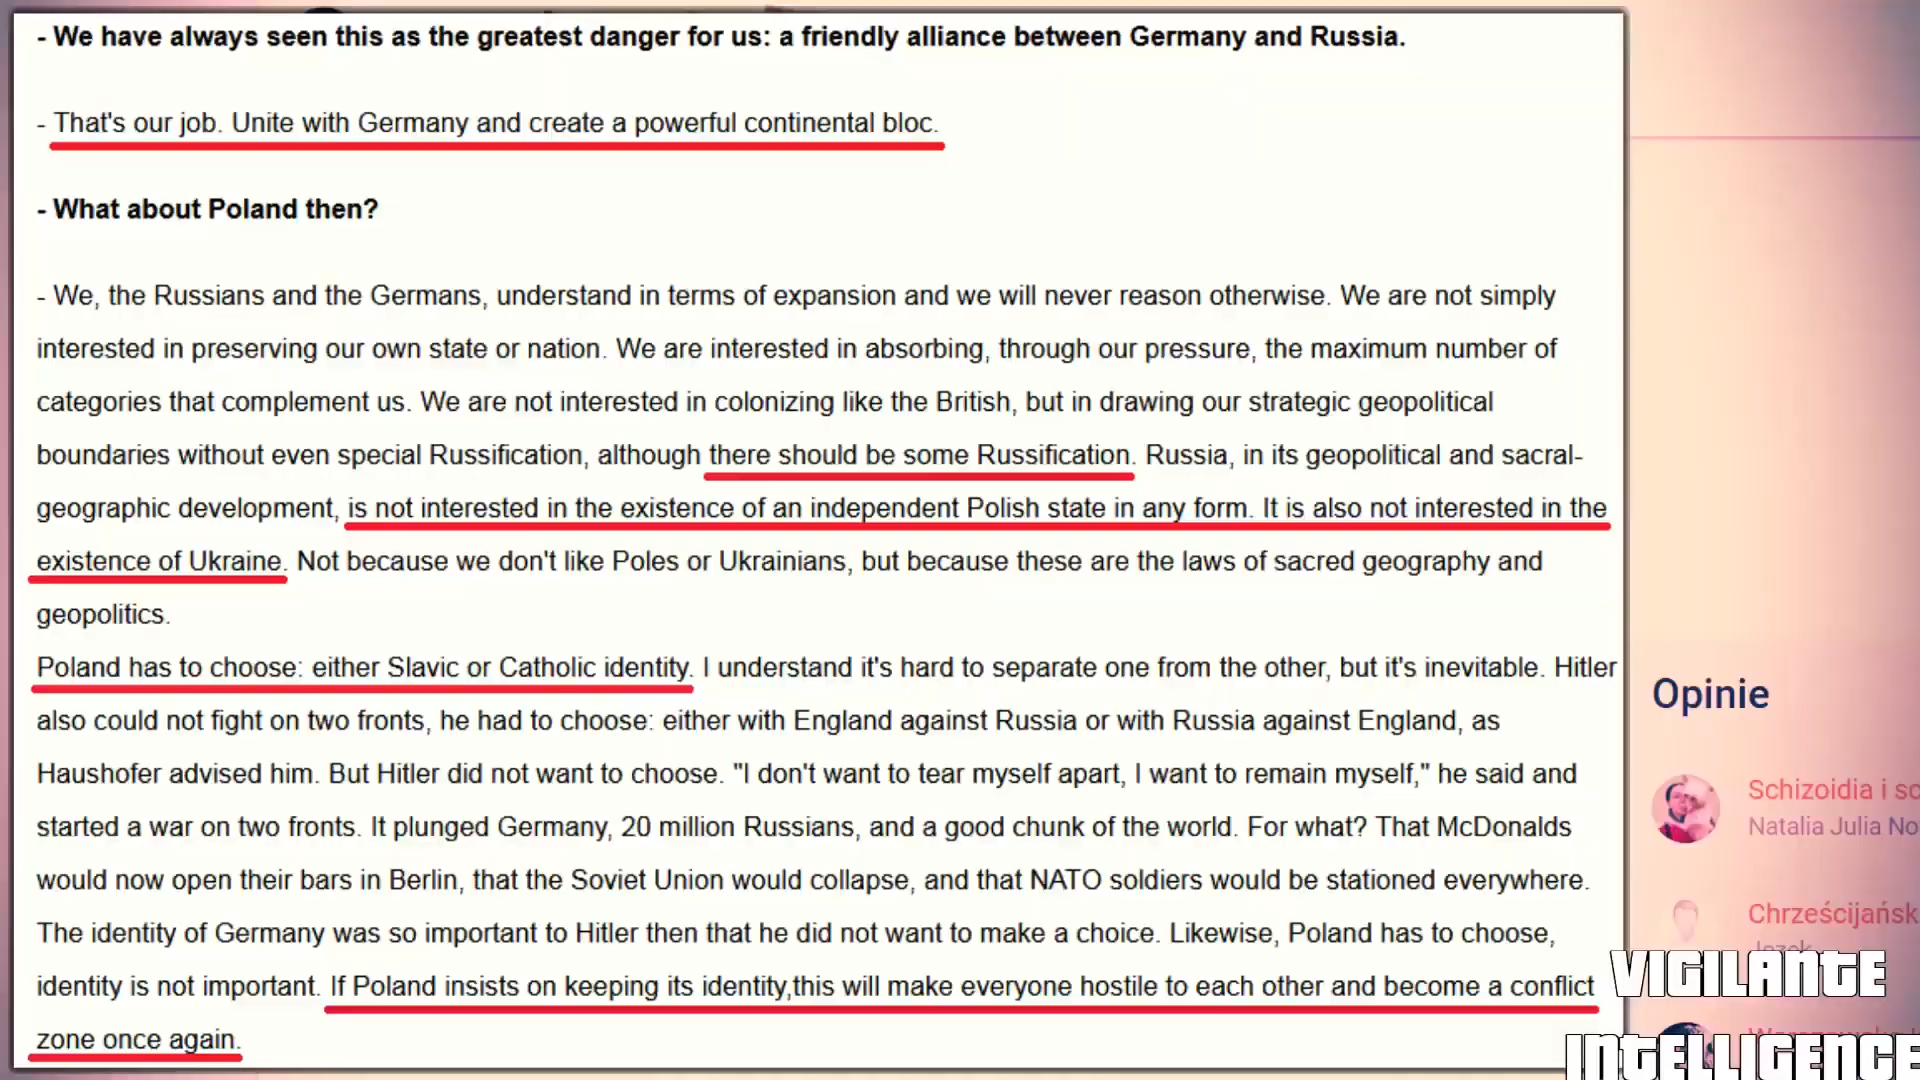 - We have always seen this as the greatest danger for us: a friendly alliance between Germany and Russia.
- That's our job. Unite with Germany and create a powerful continental bloc.
- What about Poland then?
- We, the Russians and the Germans, understand in terms of expansion and we will never reason otherwise. We are not simply
interested in preserving our own state or nation. We are interested in absorbing, through our pressure, the maximum number of
categories that complement us. We are not interested in colonizing like the British, but in drawing our strategic geopolitical
boundaries without even special Russification, although there should be some Russification. Russia, in its geopolitical and sacral-
geographic development, is not interested in the existence of an independent Polish state in any form. It is also not interested in the
existence of Ukraine. Not because we don't like Poles or Ukrainians, but because these are the laws of sacred geography and
geopolitics.
Poland has to choose: either Slavic or Catholic identity. I understand it's hard to separate one from the other, but it's inevitable. Hitler
also could not fight on two fronts, he had to choose: either with England against Russia or with Russia against England, as
Haushofer advised him. But Hitler did not want to choose. "I don't want to tear myself apart, I want to remain myself," he said and
started a war on two fronts. It plunged Germany, 20 million Russians, and a good chunk of the world. For what? That McDonalds
would now open their bars in Berlin, that the Soviet Union would collapse, and that NATO soldiers would be stationed everywhere.
The identity of Germany was so important to Hitler then that he did not want to make a choice. Likewise, Poland has to choose,
identity is not important. If Poland insists on keeping its identity,this will make everyone hostile to each other and become a conflict
zone once again.
Opinie
Schizoidia i sc
Natalia Julia No
Chrześcijańsk
VIGILANTE
INTELLIGENCE